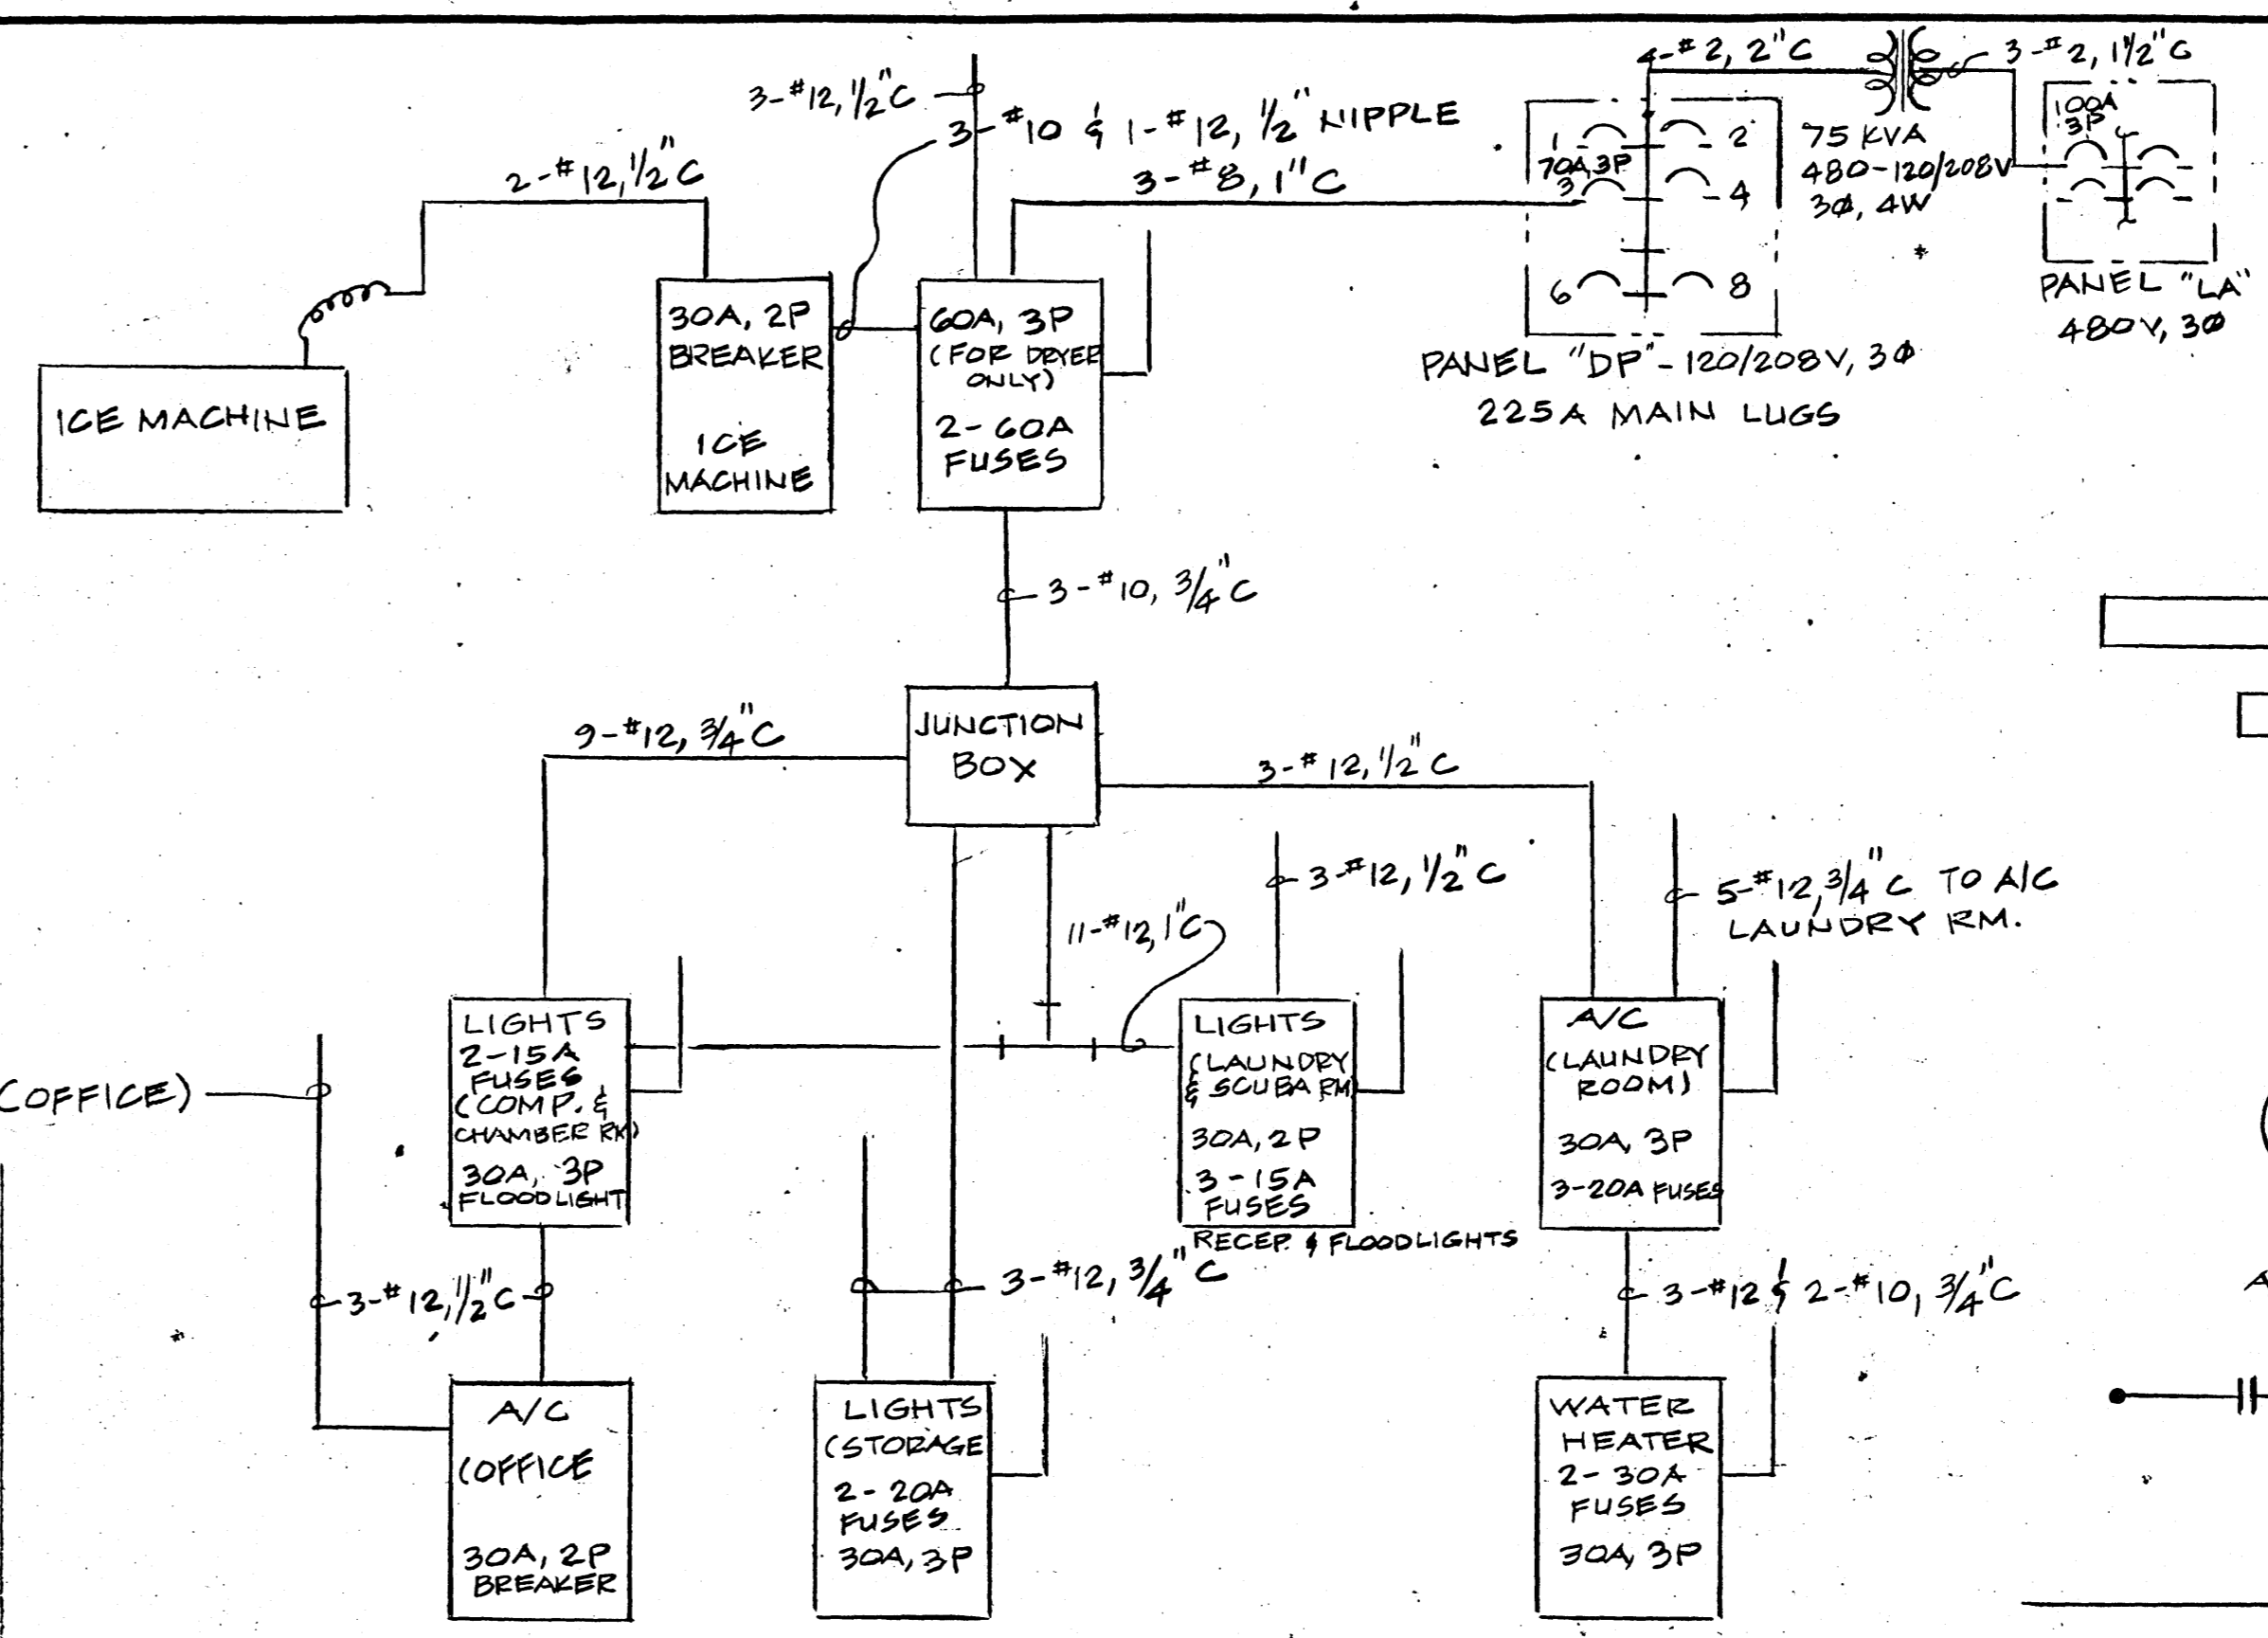 4-#2, 2"C
3-#2, 1 1/2"C
3-#12, 1/2"C
3-#10 & 1-#12, 1/2" NIPPLE
2-#12, 1/2"C
3-#8, 1"C
1
2
70A, 3P
3
4
6
8
75 KVA
480-120/208V
3Ø, 4W
100A
3P
PANEL "LA"
480V, 3Ø
PANEL "DP"-120/208V, 3Ø
225A MAIN LUGS
ICE MACHINE
30A, 2P
BREAKER
ICE
MACHINE
60A, 3P
(FOR DRYER
ONLY)
2-60A
FUSES
3-#10, 3/4"C
JUNCTION
BOX
9-#12, 3/4"C
3-#12, 1/2"C
3-#12, 1/2"C
11-#12, 1"C
5-#12, 3/4"C TO A/C
LAUNDRY RM.
(OFFICE)
LIGHTS
2-15A
FUSES
(COMP. &
CHAMBER RM)
30A, 3P
FLOODLIGHT
LIGHTS
(LAUNDRY
& SCUBA RM
30A, 2P
3-15A
FUSES
RECEP. & FLOODLIGHTS
A/C
(LAUNDRY
ROOM)
30A, 3P
3-20A FUSES
3-#12, 1/2"C
3-#12, 3/4"C
3-#12 & 2-#10, 3/4"C
A/C
(OFFICE
30A, 2P
BREAKER
LIGHTS
(STORAGE
2-20A
FUSES
30A, 3P
WATER
HEATER
2-30A
FUSES
30A, 3P